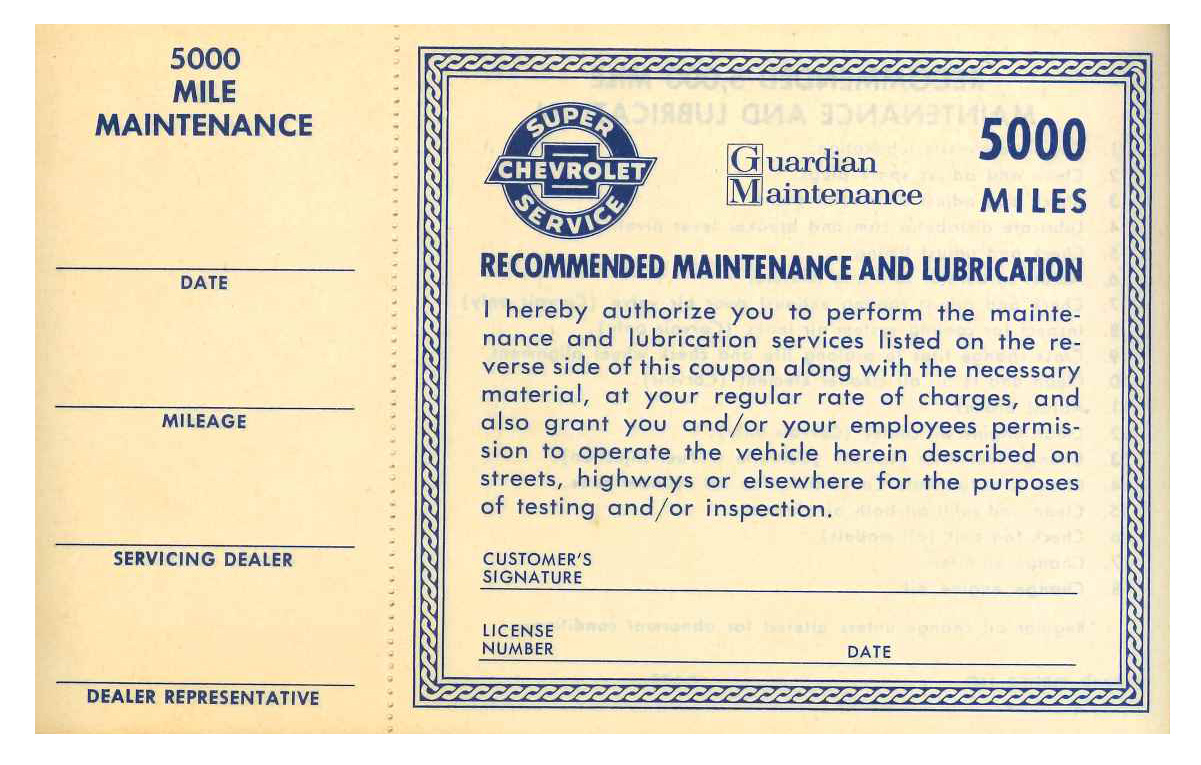 5000
MILE
MAINTENANCE
DATE
MILEAGE
SERVICING DEALER
DEALER REPRESENTATIVE
SUPER
CHEVROLET
SERVICE
Guardian
Maintenance
5000
MILES
RECOMMENDED MAINTENANCE AND LUBRICATION
I hereby authorize you to perform the mainte-
nance and lubrication services listed on the re-
verse side of this coupon along with the necessary
material, at your regular rate of charges, and
also grant you and/or your employees permis-
sion to operate the vehicle herein described on
streets, highways or elsewhere for the purposes
of testing and/or inspection.
CUSTOMER'S
SIGNATURE
LICENSE
NUMBER DATE